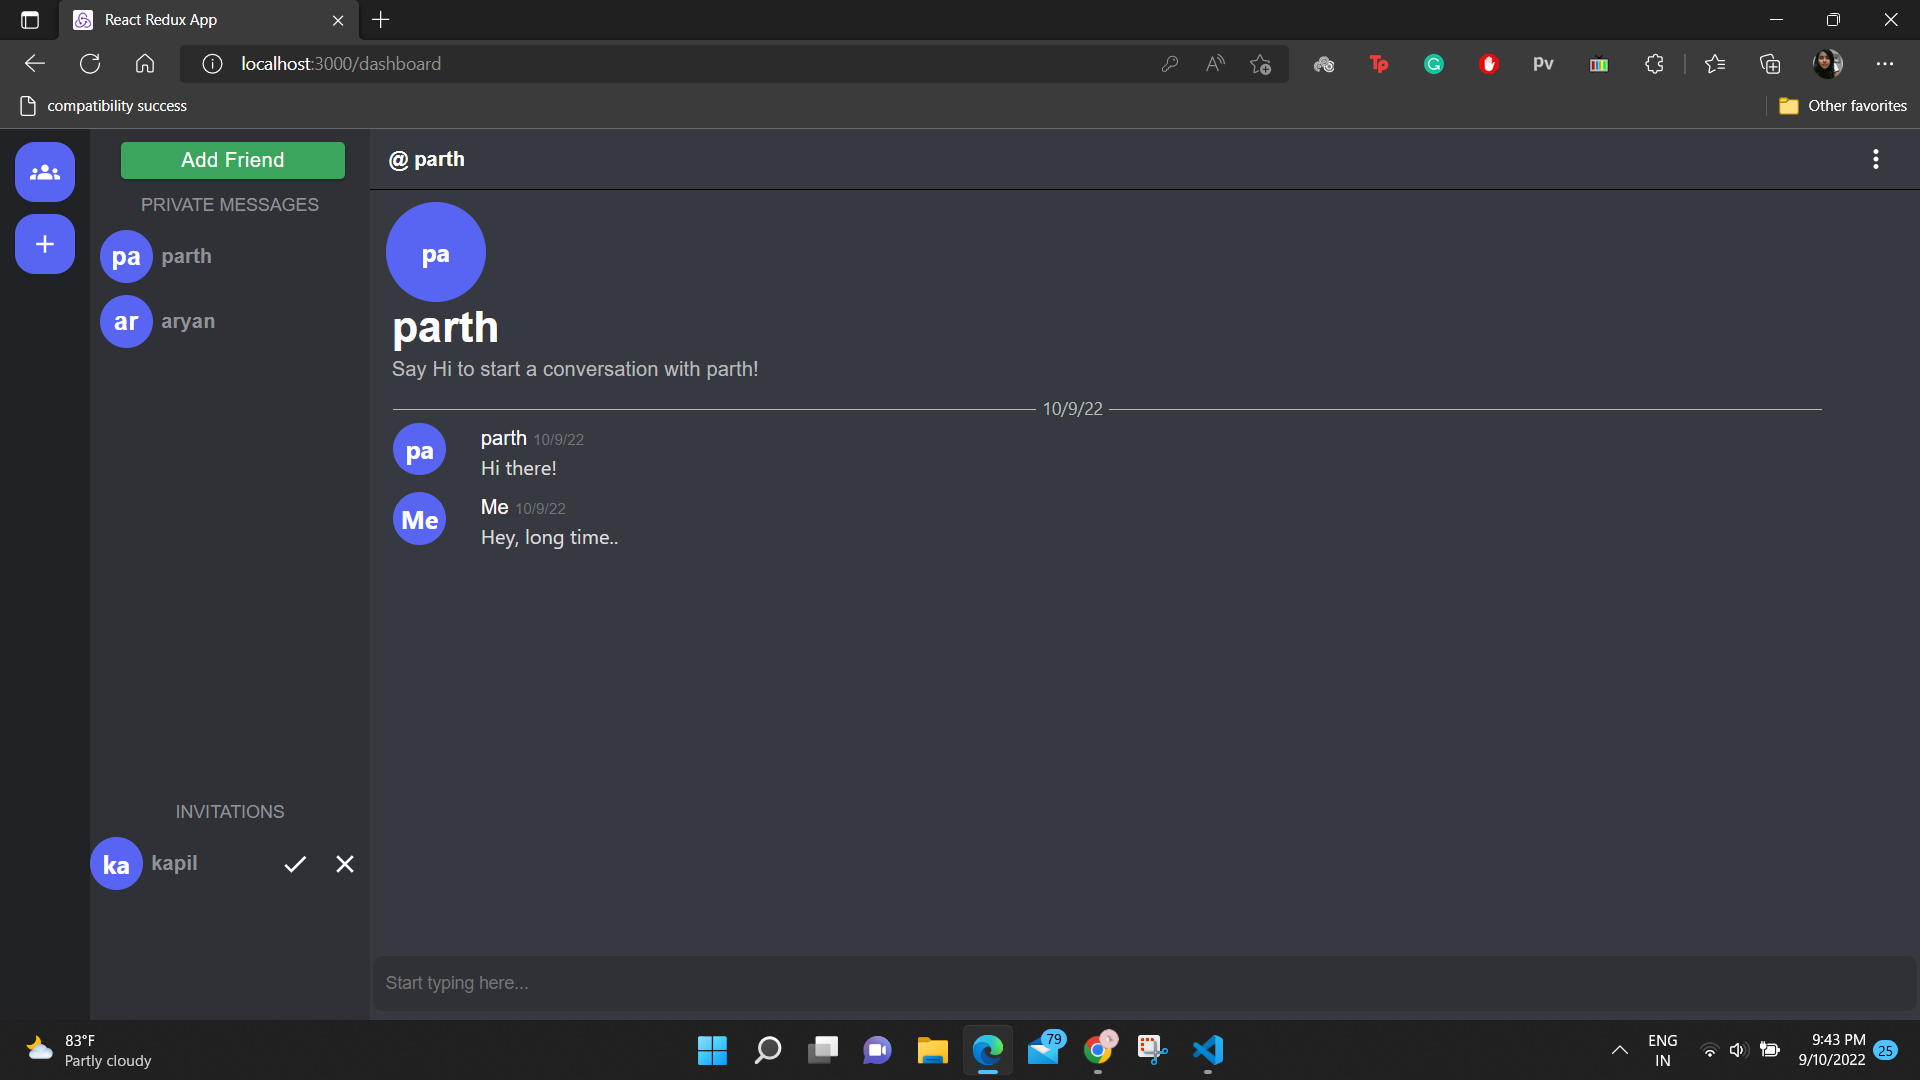 React Redux App
localhost:3000/dashboard
Tp
Pv
compatibility success
Other favorites
Add Friend
PRIVATE MESSAGES
pa parth
ar aryan
INVITATIONS
ka kapil
@ parth
pa
parth
Say Hi to start a conversation with parth!
10/9/22
pa
parth 10/9/22
Hi there!
Me
Me 10/9/22
Hey, long time..
Start typing here...
83°F
Partly cloudy
79
ENG
IN
9:43 PM
9/10/2022
25